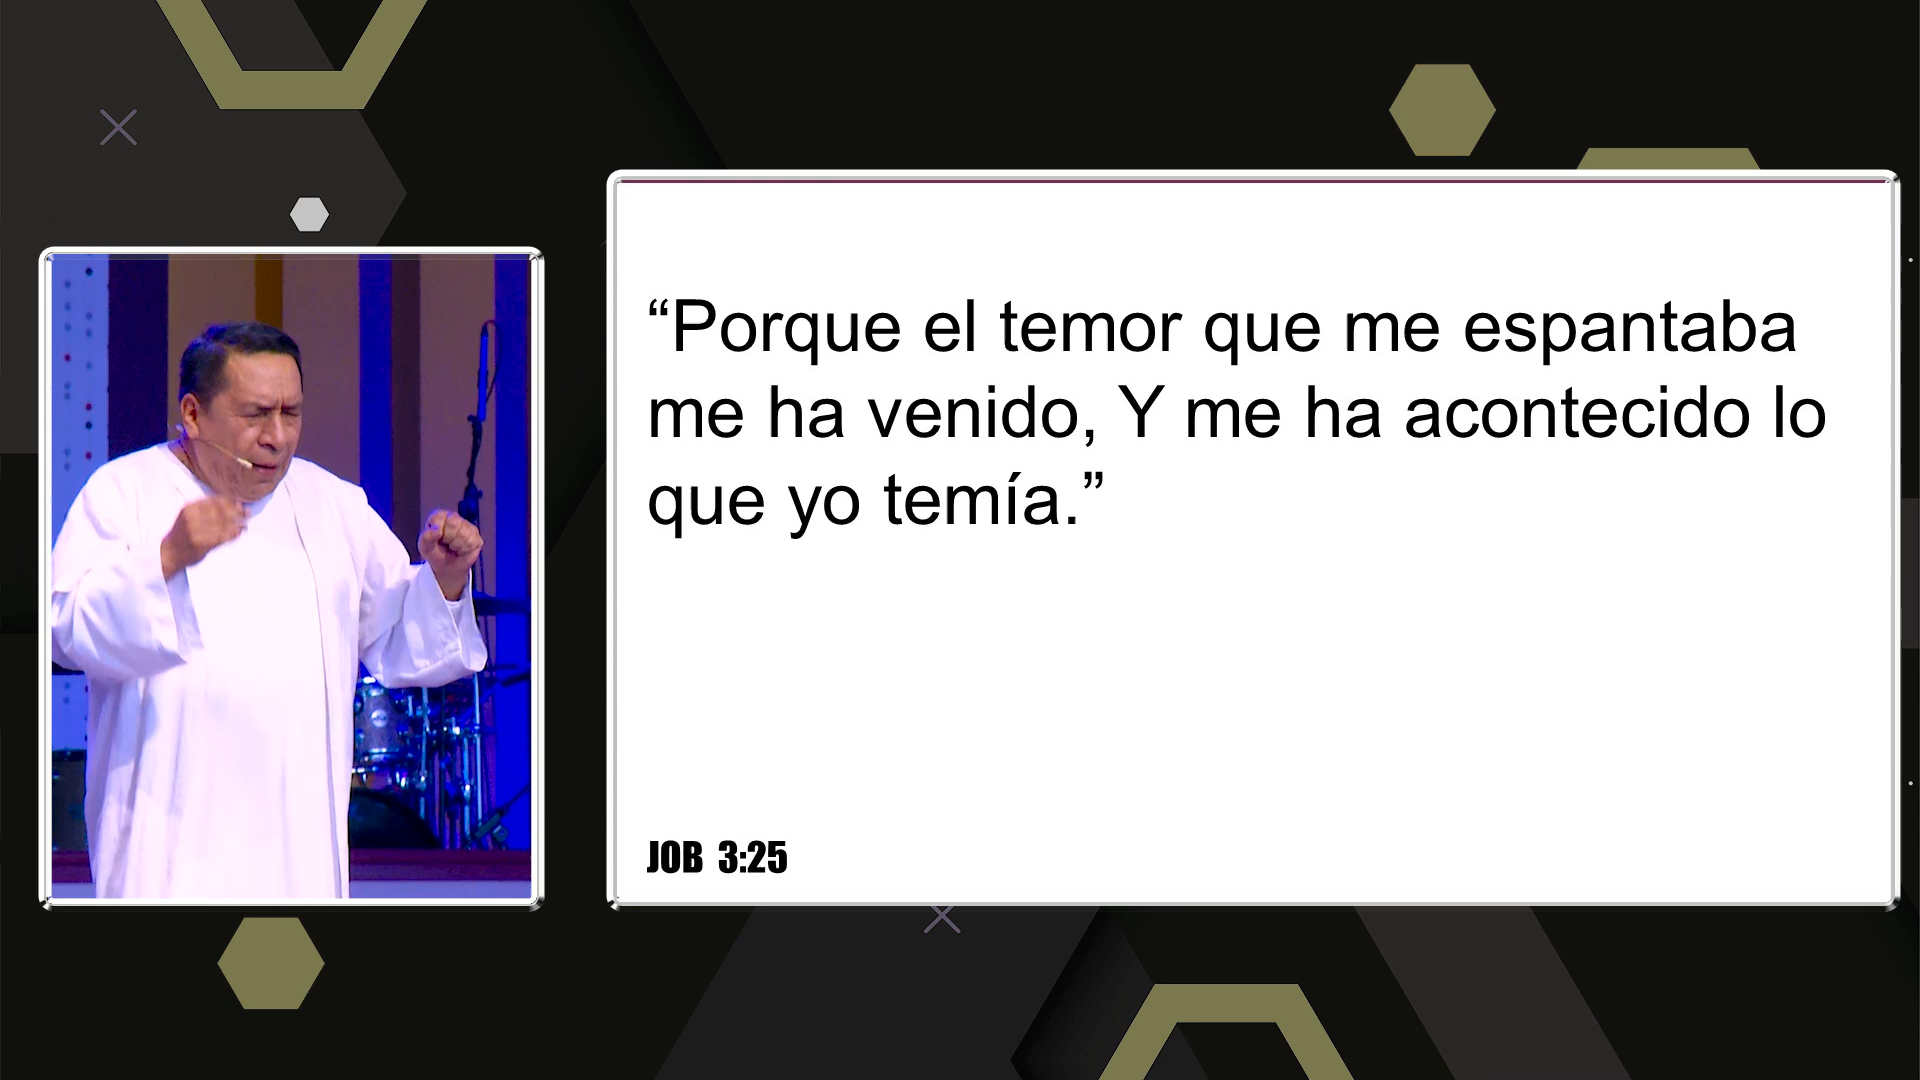 “Porque el temor que me espantaba
me ha venido, Y me ha acontecido lo
que yo temía.”
JOB 3:25